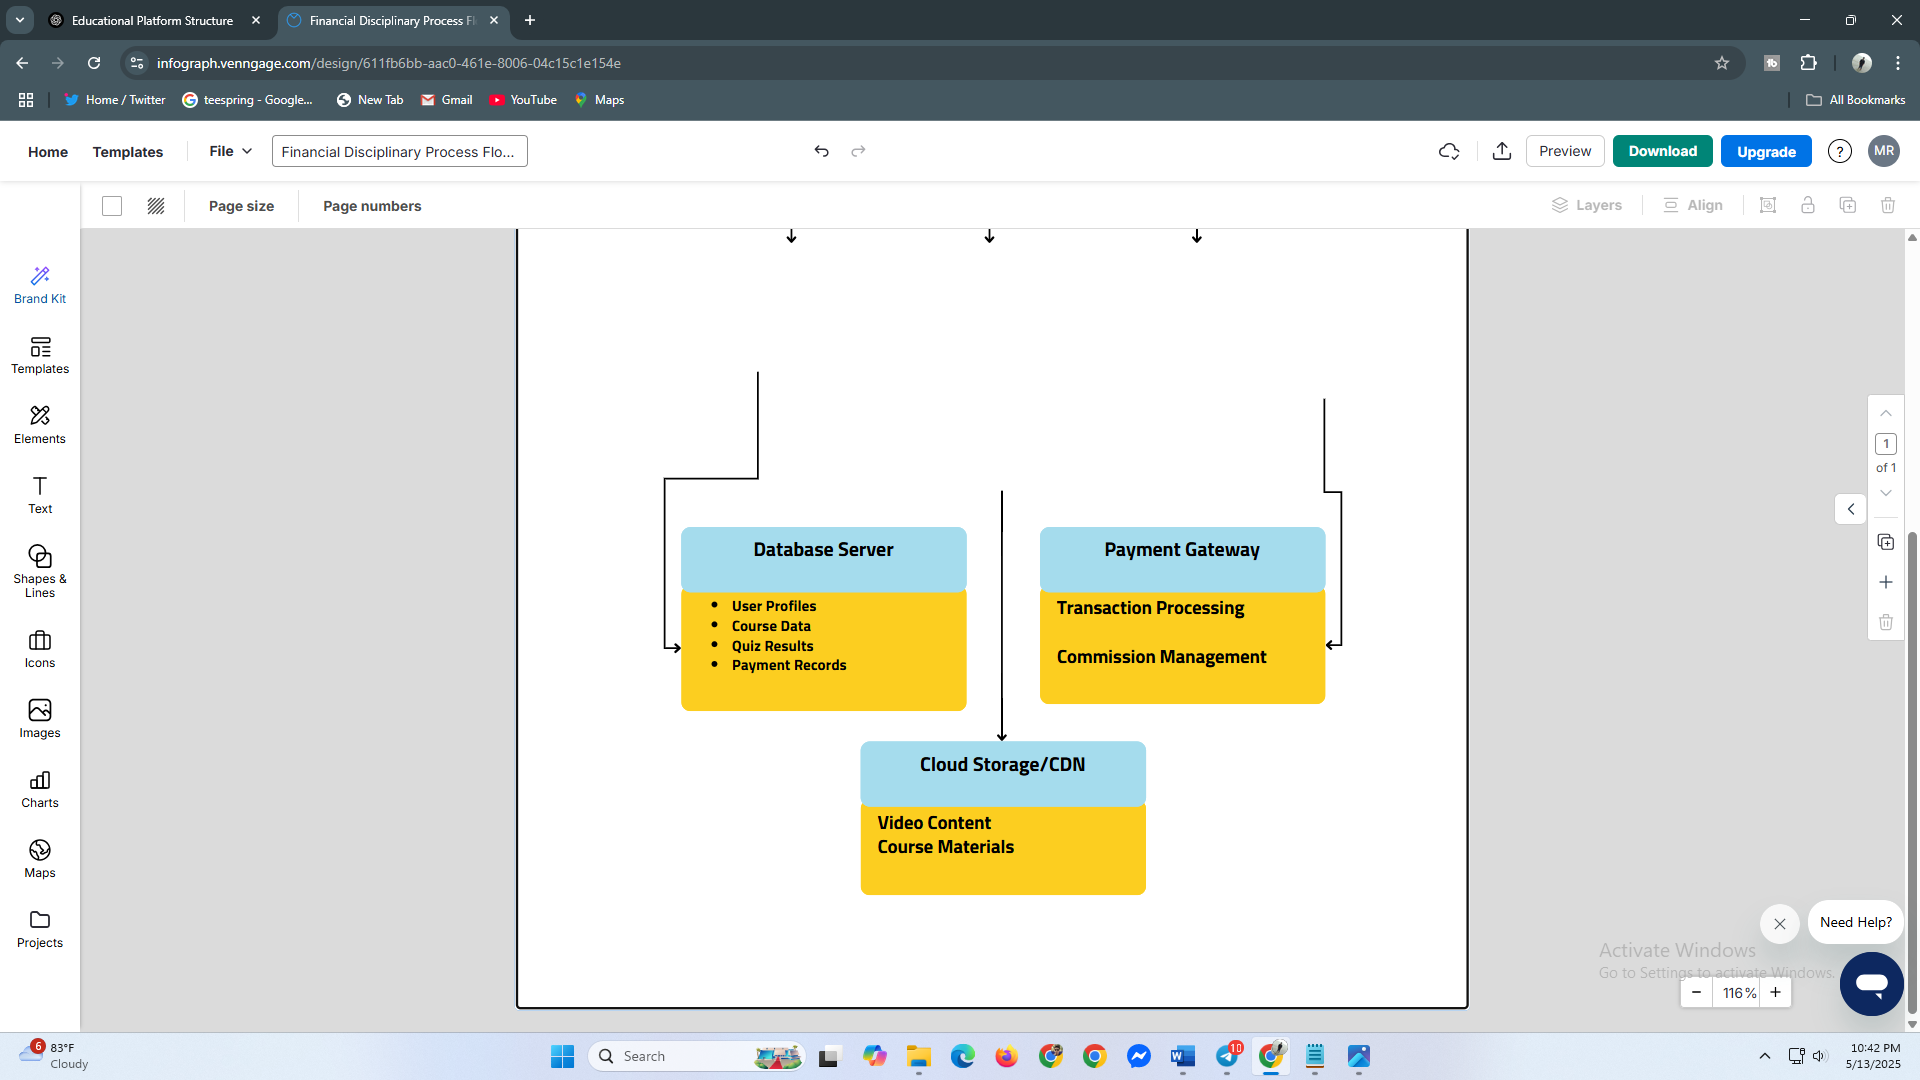 Educational Platform Structure
Financial Disciplinary Process Fl
infograph.venngage.com/design/611fb6bb-aac0-461e-8006-04c15c1e154e
Home / Twitter
teespring - Google...
New Tab
Gmail
YouTube
Maps
All Bookmarks
Home
Templates
File
Financial Disciplinary Process Flo...
Preview
Download
Upgrade
?
MR
Page size
Page numbers
Layers
Align
Brand Kit
Templates
Elements
Text
Shapes &
Lines
Icons
Images
Charts
Maps
Projects
Database Server
• User Profiles
• Course Data
• Quiz Results
• Payment Records
Payment Gateway
Transaction Processing
Commission Management
Cloud Storage/CDN
Video Content
Course Materials
1
of 1
Need Help?
Activate Windows
Go to Settings to activate Windows.
116%
6
83°F
Cloudy
Search
10
10:42 PM
5/13/2025